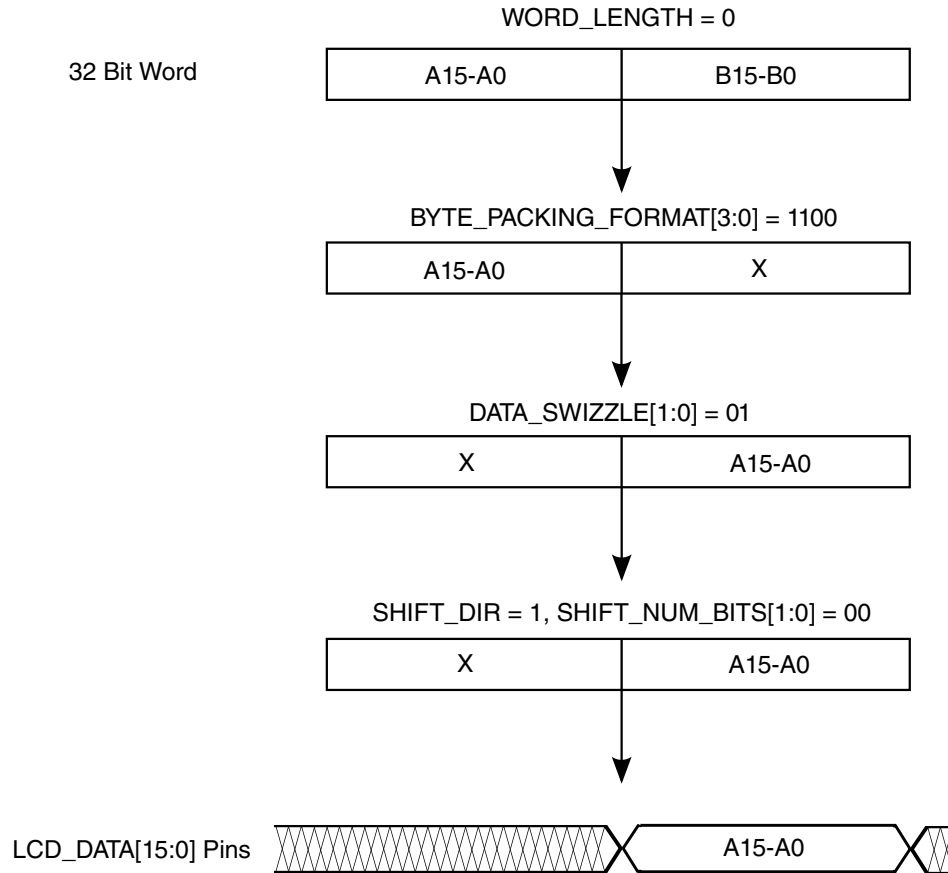 WORD_LENGTH = 0
32 Bit Word
A15-A0 B15-B0
BYTE_PACKING_FORMAT[3:0] = 1100
A15-A0 X
DATA_SWIZZLE[1:0] = 01
X A15-A0
SHIFT_DIR = 1, SHIFT_NUM_BITS[1:0] = 00
X A15-A0
LCD_DATA[15:0] Pins A15-A0